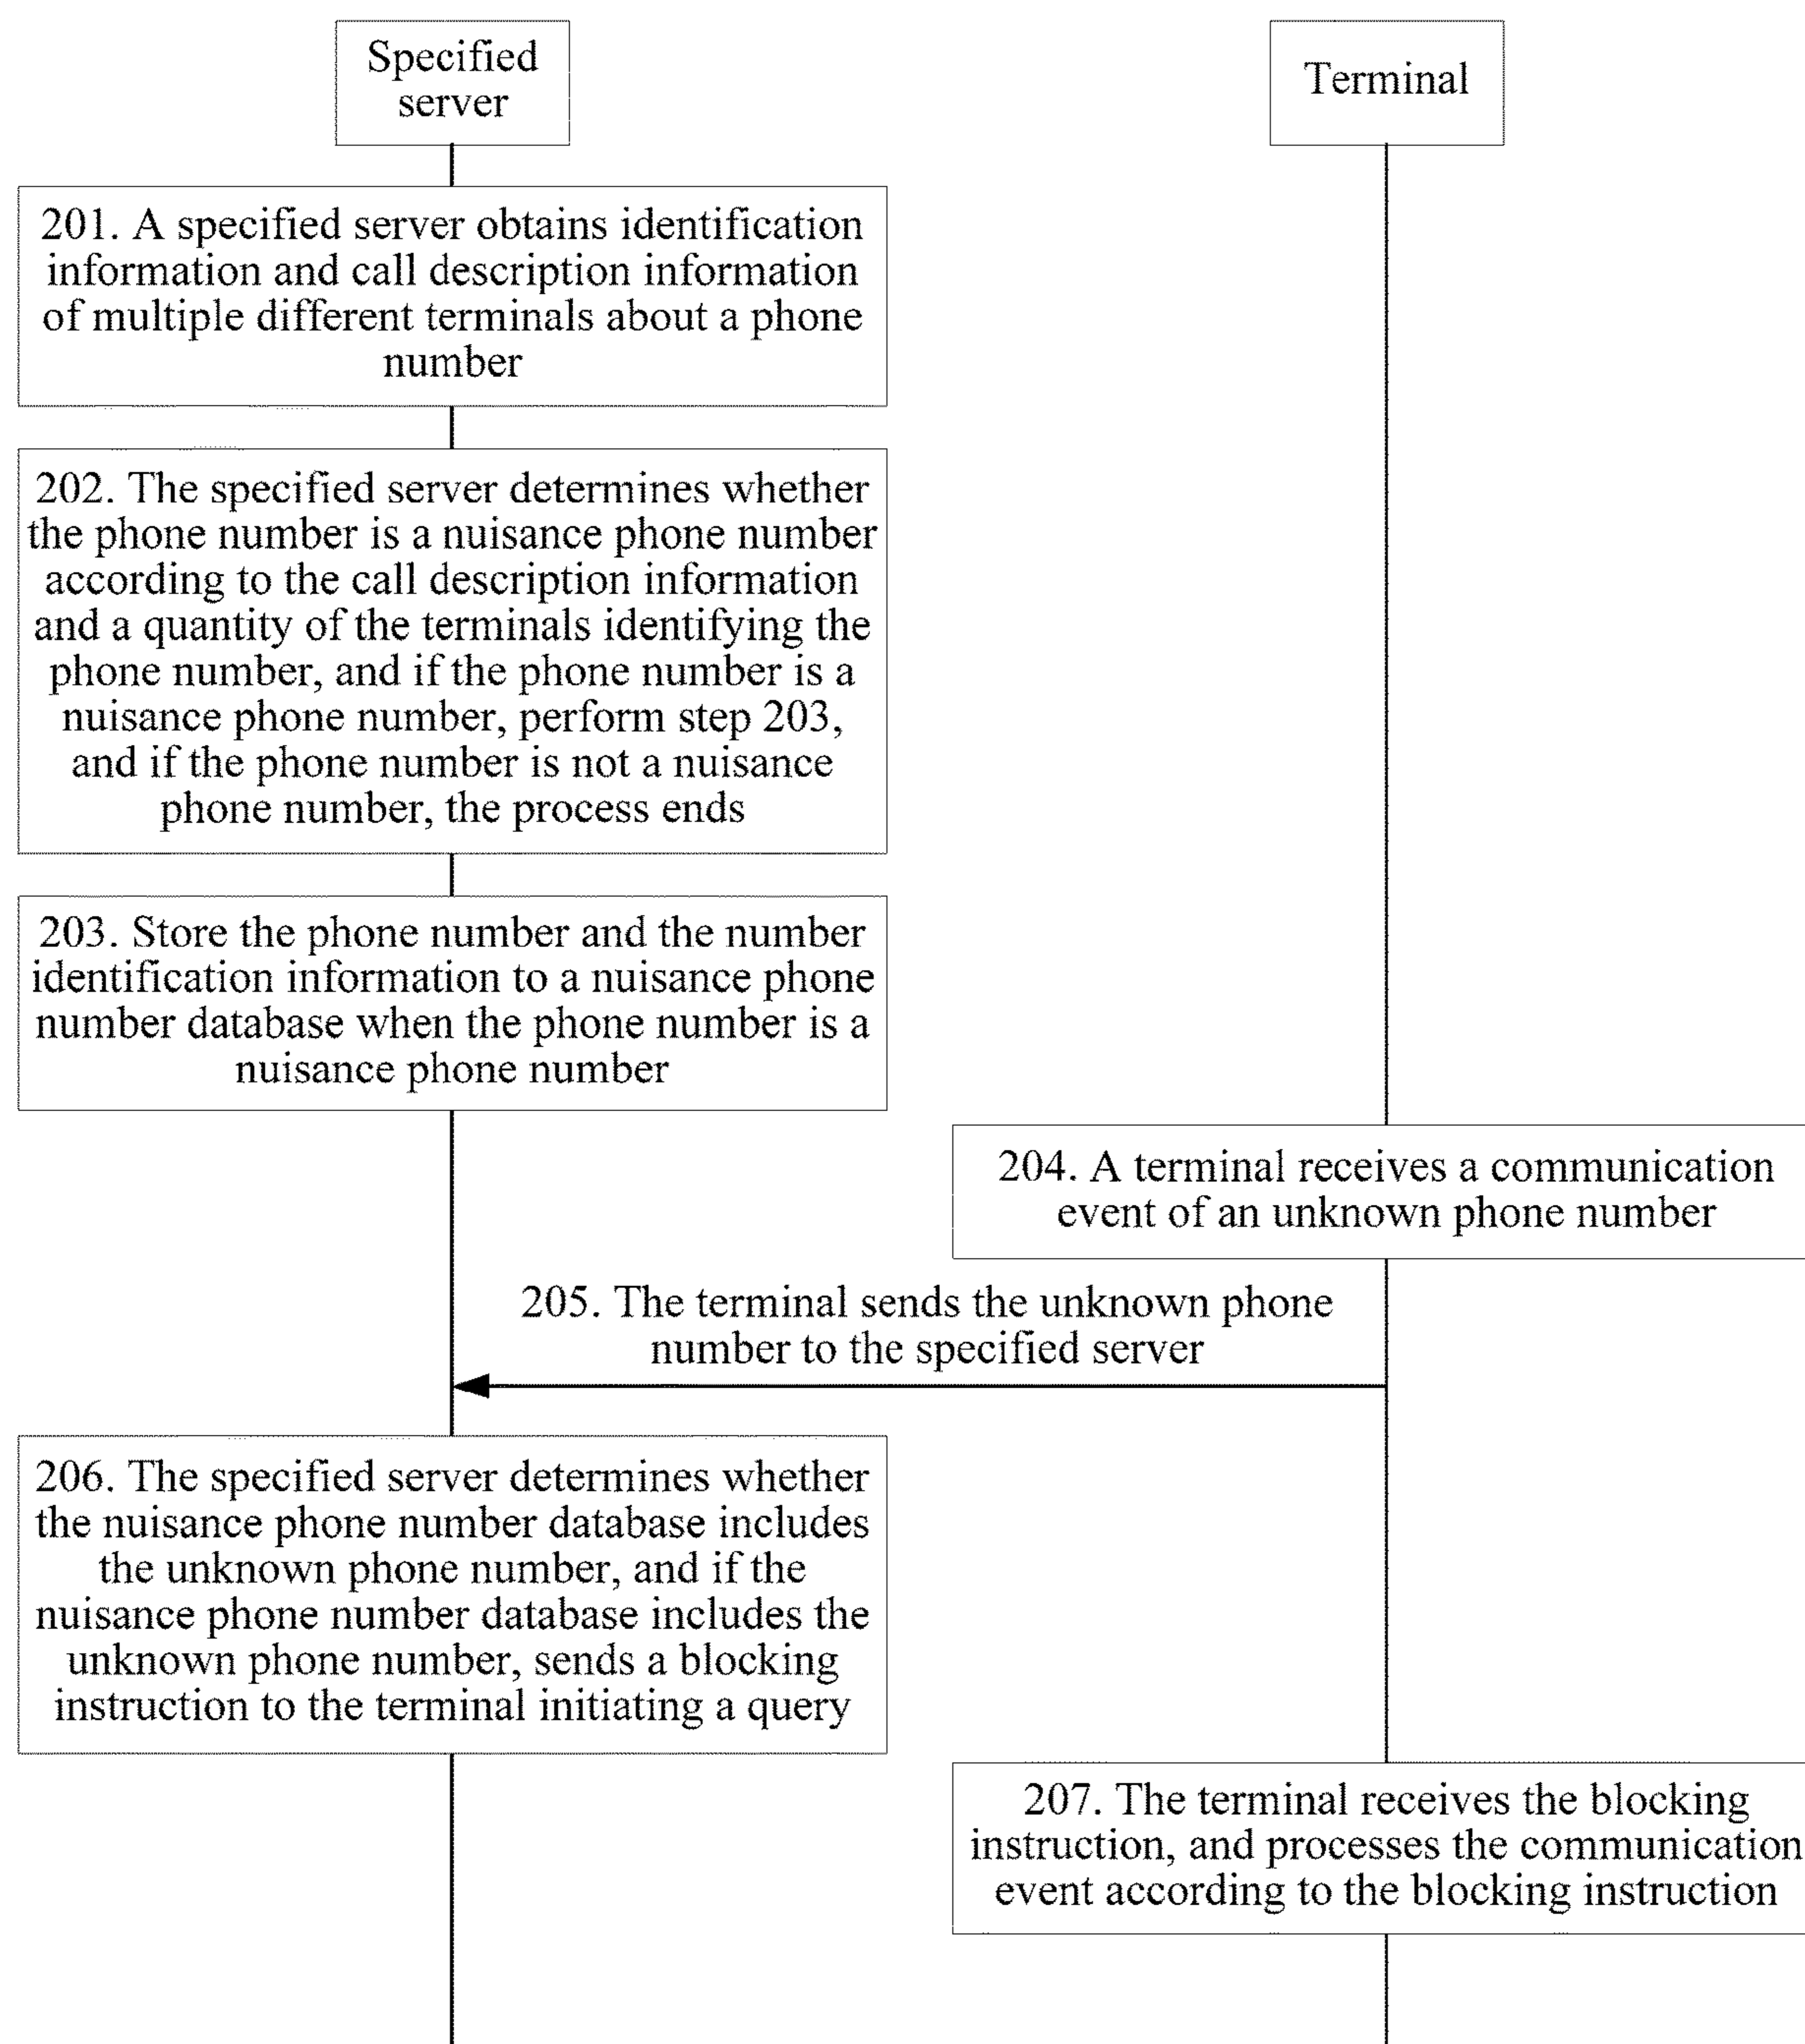 Specified
server
Terminal
201. A specified server obtains identification
information and call description information
of multiple different terminals about a phone
number
202. The specified server determines whether
the phone number is a nuisance phone number
according to the call description information
and a quantity of the terminals identifying the
phone number, and if the phone number is a
nuisance phone number, perform step 203,
and if the phone number is not a nuisance
phone number, the process ends
203. Store the phone number and the number
identification information to a nuisance phone
number database when the phone number is a
nuisance phone number
204. A terminal receives a communication
event of an unknown phone number
205. The terminal sends the unknown phone
number to the specified server
206. The specified server determines whether
the nuisance phone number database includes
the unknown phone number, and if the
nuisance phone number database includes the
unknown phone number, sends a blocking
instruction to the terminal initiating a query
207. The terminal receives the blocking
instruction, and processes the communication
event according to the blocking instruction